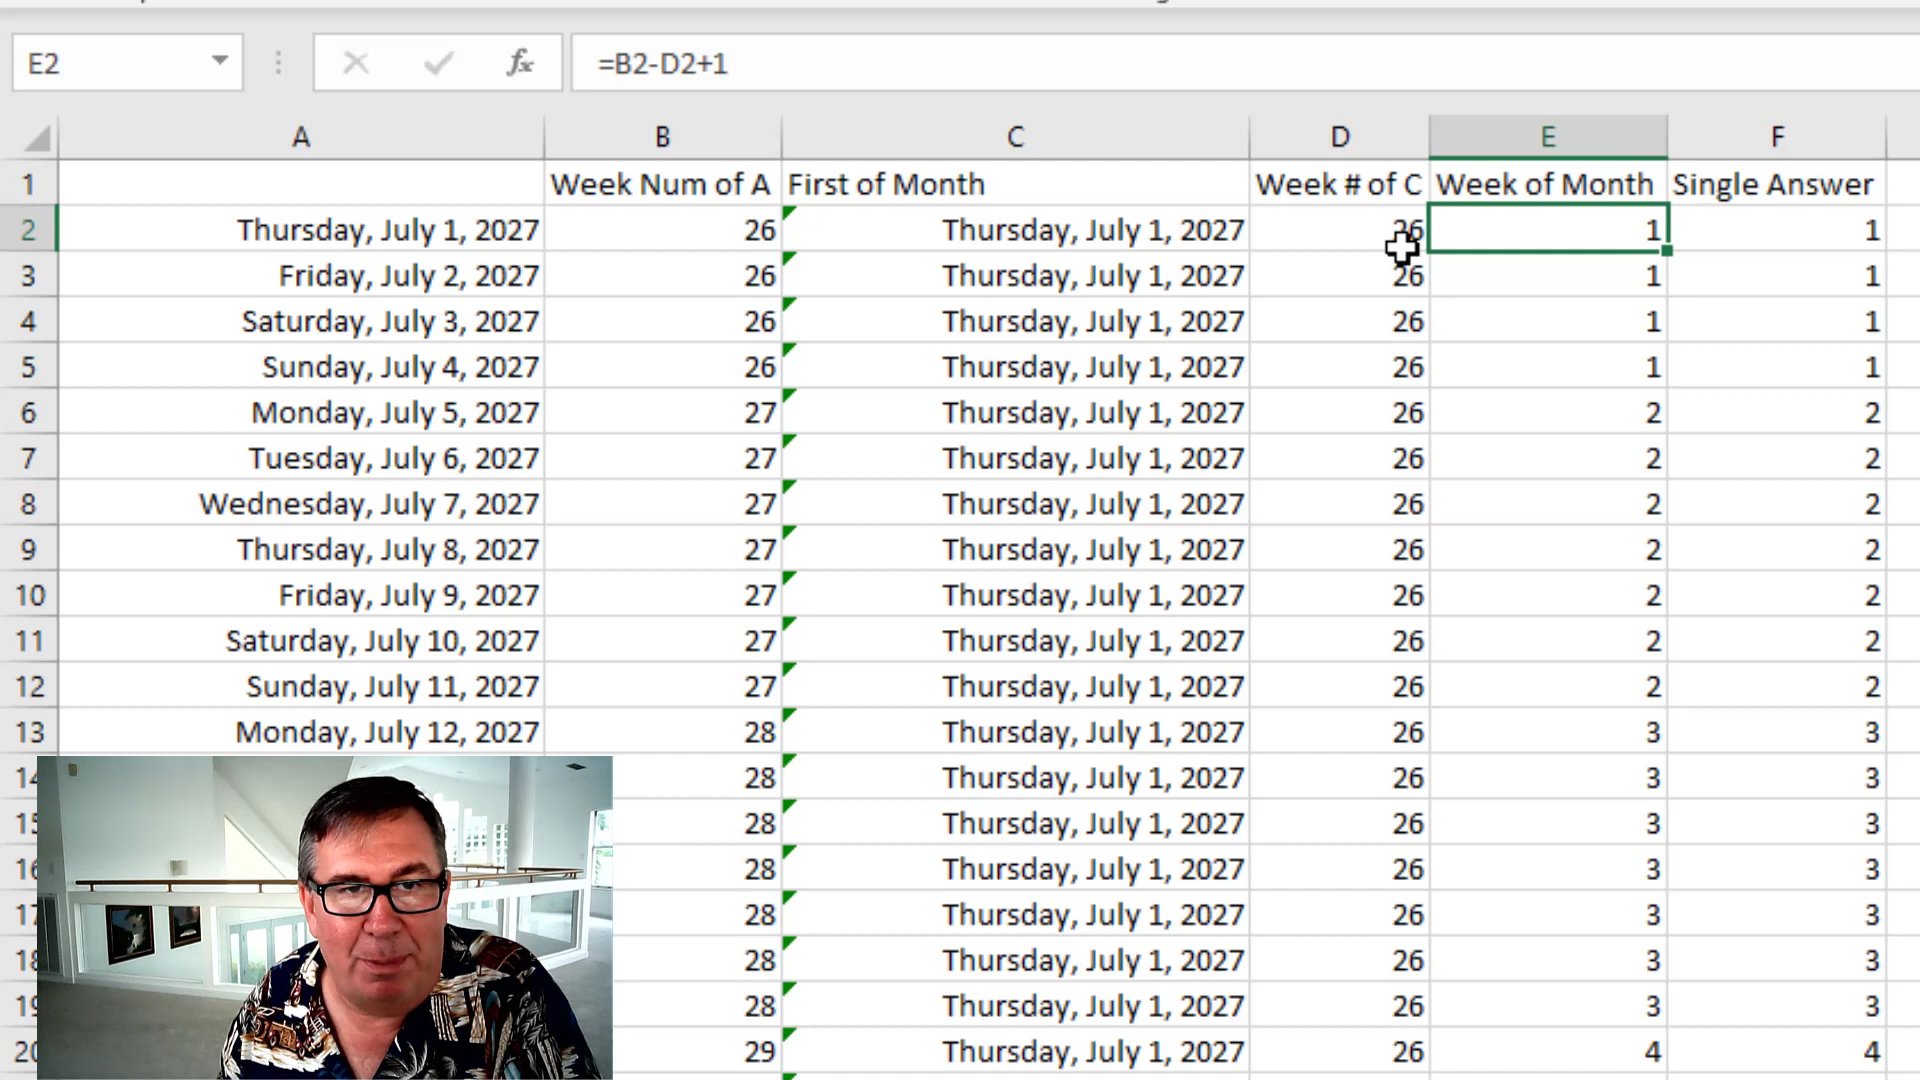 E2 fx =B2-D2+1
A B C D E F
1 Week Num of A First of Month Week # of C Week of Month Single Answer
2 Thursday, July 1, 2027 26 Thursday, July 1, 2027 26 1 1
3 Friday, July 2, 2027 26 Thursday, July 1, 2027 26 1 1
4 Saturday, July 3, 2027 26 Thursday, July 1, 2027 26 1 1
5 Sunday, July 4, 2027 26 Thursday, July 1, 2027 26 1 1
6 Monday, July 5, 2027 27 Thursday, July 1, 2027 26 2 2
7 Tuesday, July 6, 2027 27 Thursday, July 1, 2027 26 2 2
8 Wednesday, July 7, 2027 27 Thursday, July 1, 2027 26 2 2
9 Thursday, July 8, 2027 27 Thursday, July 1, 2027 26 2 2
10 Friday, July 9, 2027 27 Thursday, July 1, 2027 26 2 2
11 Saturday, July 10, 2027 27 Thursday, July 1, 2027 26 2 2
12 Sunday, July 11, 2027 27 Thursday, July 1, 2027 26 2 2
13 Monday, July 12, 2027 28 Thursday, July 1, 2027 26 3 3
14 28 Thursday, July 1, 2027 26 3 3
15 28 Thursday, July 1, 2027 26 3 3
16 28 Thursday, July 1, 2027 26 3 3
17 28 Thursday, July 1, 2027 26 3 3
18 28 Thursday, July 1, 2027 26 3 3
19 28 Thursday, July 1, 2027 26 3 3
20 29 Thursday, July 1, 2027 26 4 4